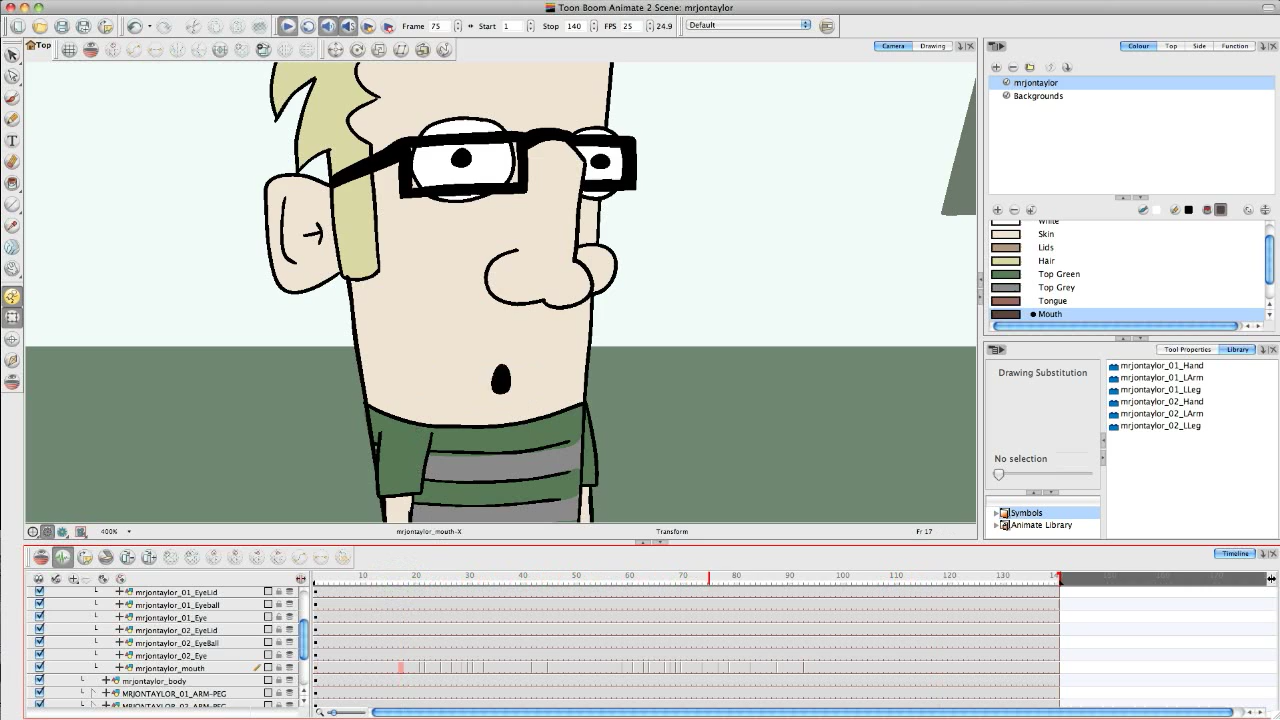 Toon Boom Animate 2 Scene: mrjontaylor
Frame 75 Start 1 Stop 140 FPS 25 24.9 Default
Top Camera Drawing
Colour Top Side Function
mrjontaylor
Backgrounds
White
Skin
Lids
Hair
Top Green
Top Grey
Tongue
Mouth
Tool Properties Library
Drawing Substitution
No selection
mrjontaylor_01_Hand
mrjontaylor_01_LArm
mrjontaylor_01_LLeg
mrjontaylor_02_Hand
mrjontaylor_02_LArm
mrjontaylor_02_LLeg
Symbols
Animate Library
400% mrjontaylor_mouth-X Transform Fr 17
Timeline
10 20 30 40 50 60 70 80 90 100 110 120 130
mrjontaylor_01_EyeLid
mrjontaylor_01_Eyeball
mrjontaylor_01_Eye
mrjontaylor_02_EyeLid
mrjontaylor_02_EyeBall
mrjontaylor_02_Eye
mrjontaylor_mouth
mrjontaylor_body
MRJONTAYLOR_01_ARM-PEG
MRJONTAYLOR_02_ARM-PEG